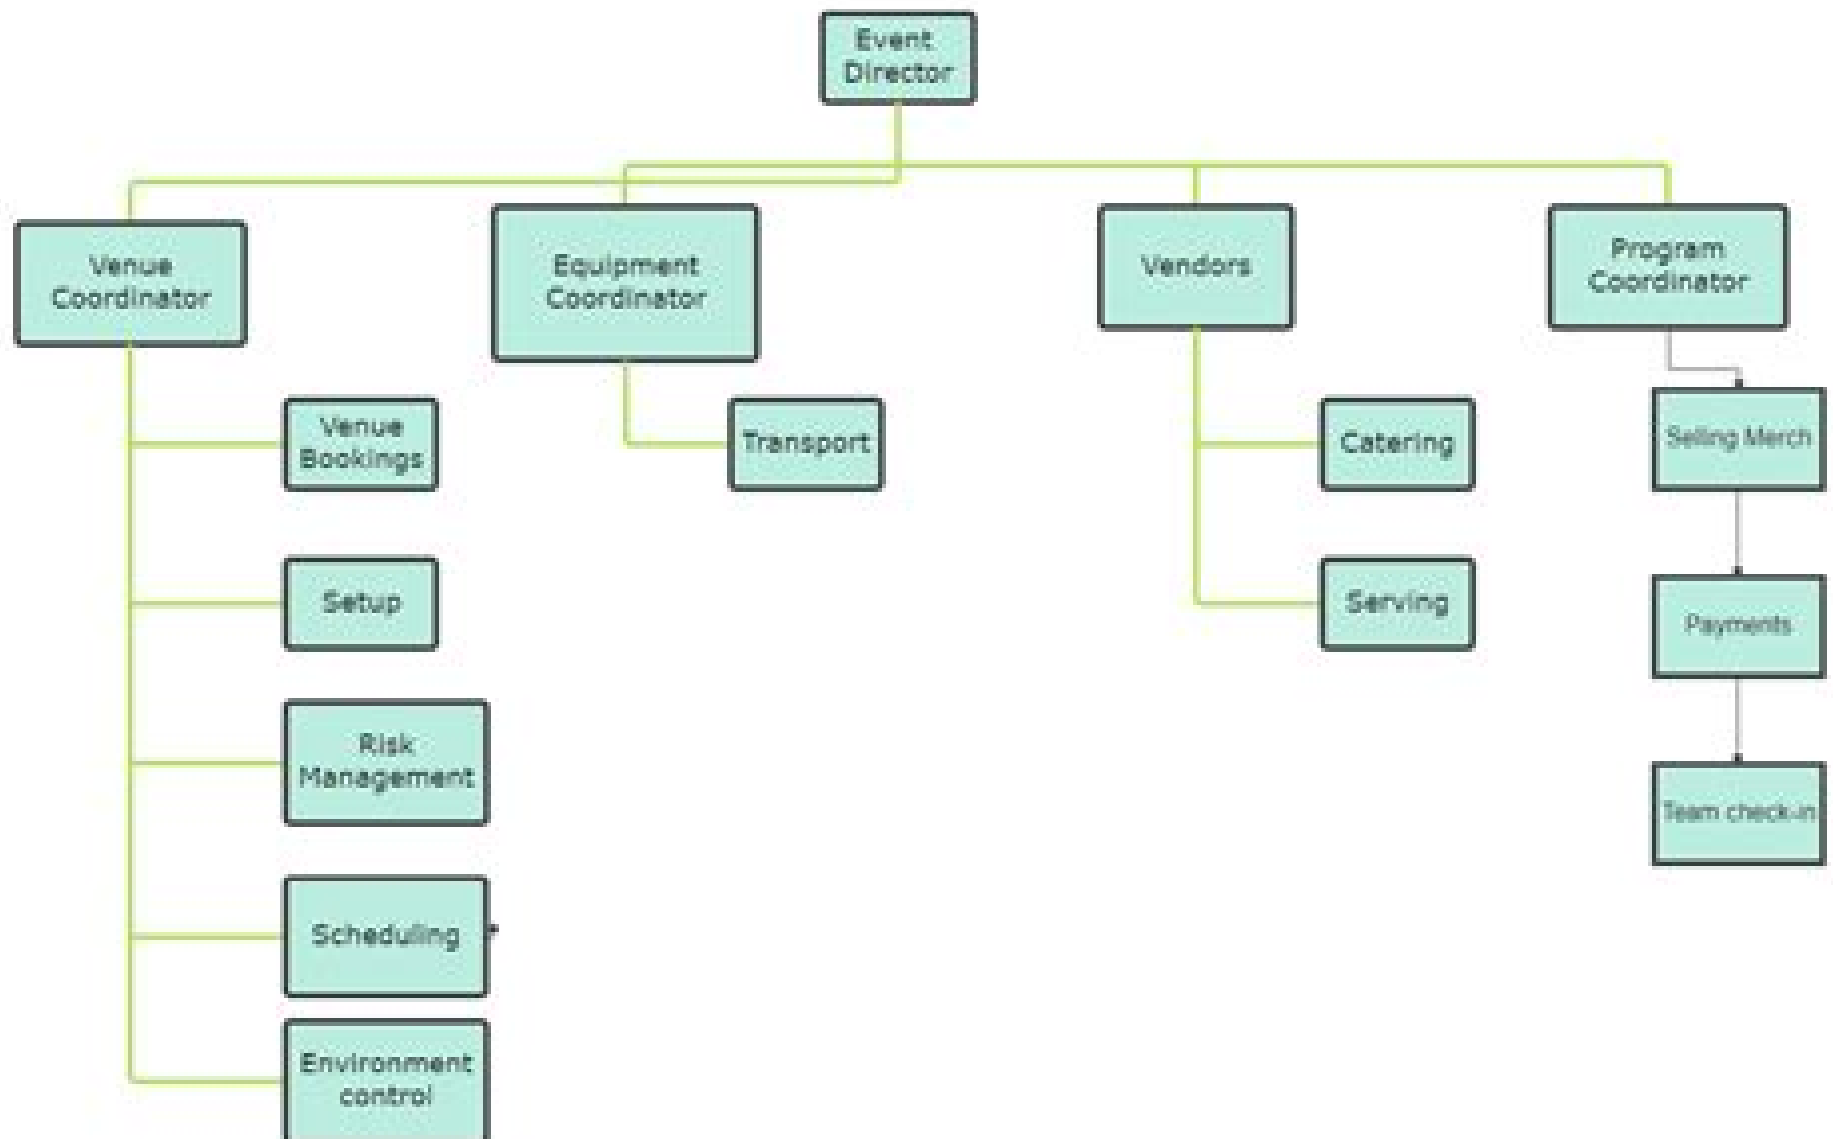 Event
Director
Venue
Coordinator
Equipment
Coordinator
Vendors
Program
Coordinator
Venue
Bookings
Transport
Catering
Selling Merch
Setup
Serving
Payments
Risk
Management
Team check-in
Scheduling
Environment
control